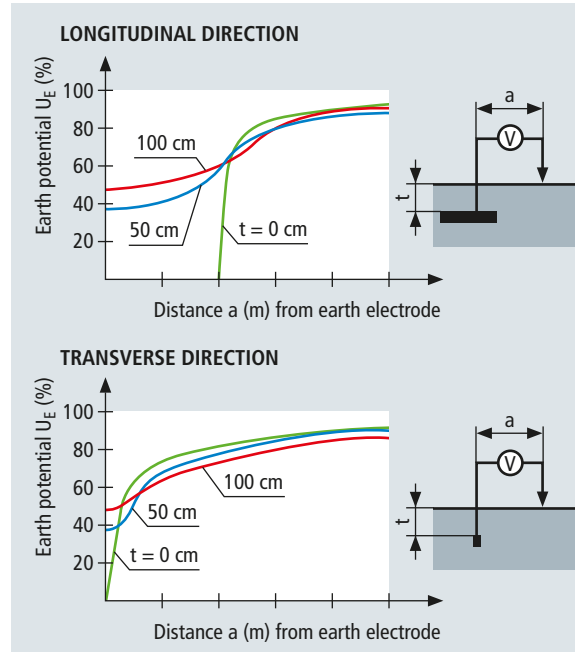 LONGITUDINAL DIRECTION
Earth potential U_E (%)
100
80
60
40
20
100 cm
50 cm
t = 0 cm
Distance a (m) from earth electrode
a
V
t
TRANSVERSE DIRECTION
Earth potential U_E (%)
100
80
60
40
20
100 cm
50 cm
t = 0 cm
Distance a (m) from earth electrode
a
V
t